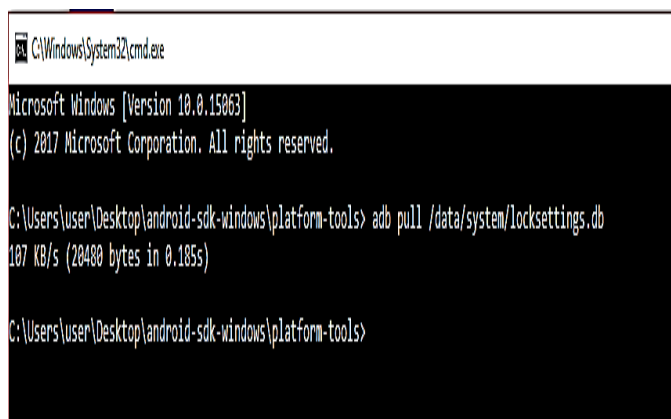 C:\Windows\System32\cmd.exe
Microsoft Windows [Version 10.0.15063]
(c) 2017 Microsoft Corporation. All rights reserved.
C:\Users\user\Desktop\android-sdk-windows\platform-tools> adb pull /data/system/locksettings.db
107 KB/s (20480 bytes in 0.185s)
C:\Users\user\Desktop\android-sdk-windows\platform-tools>